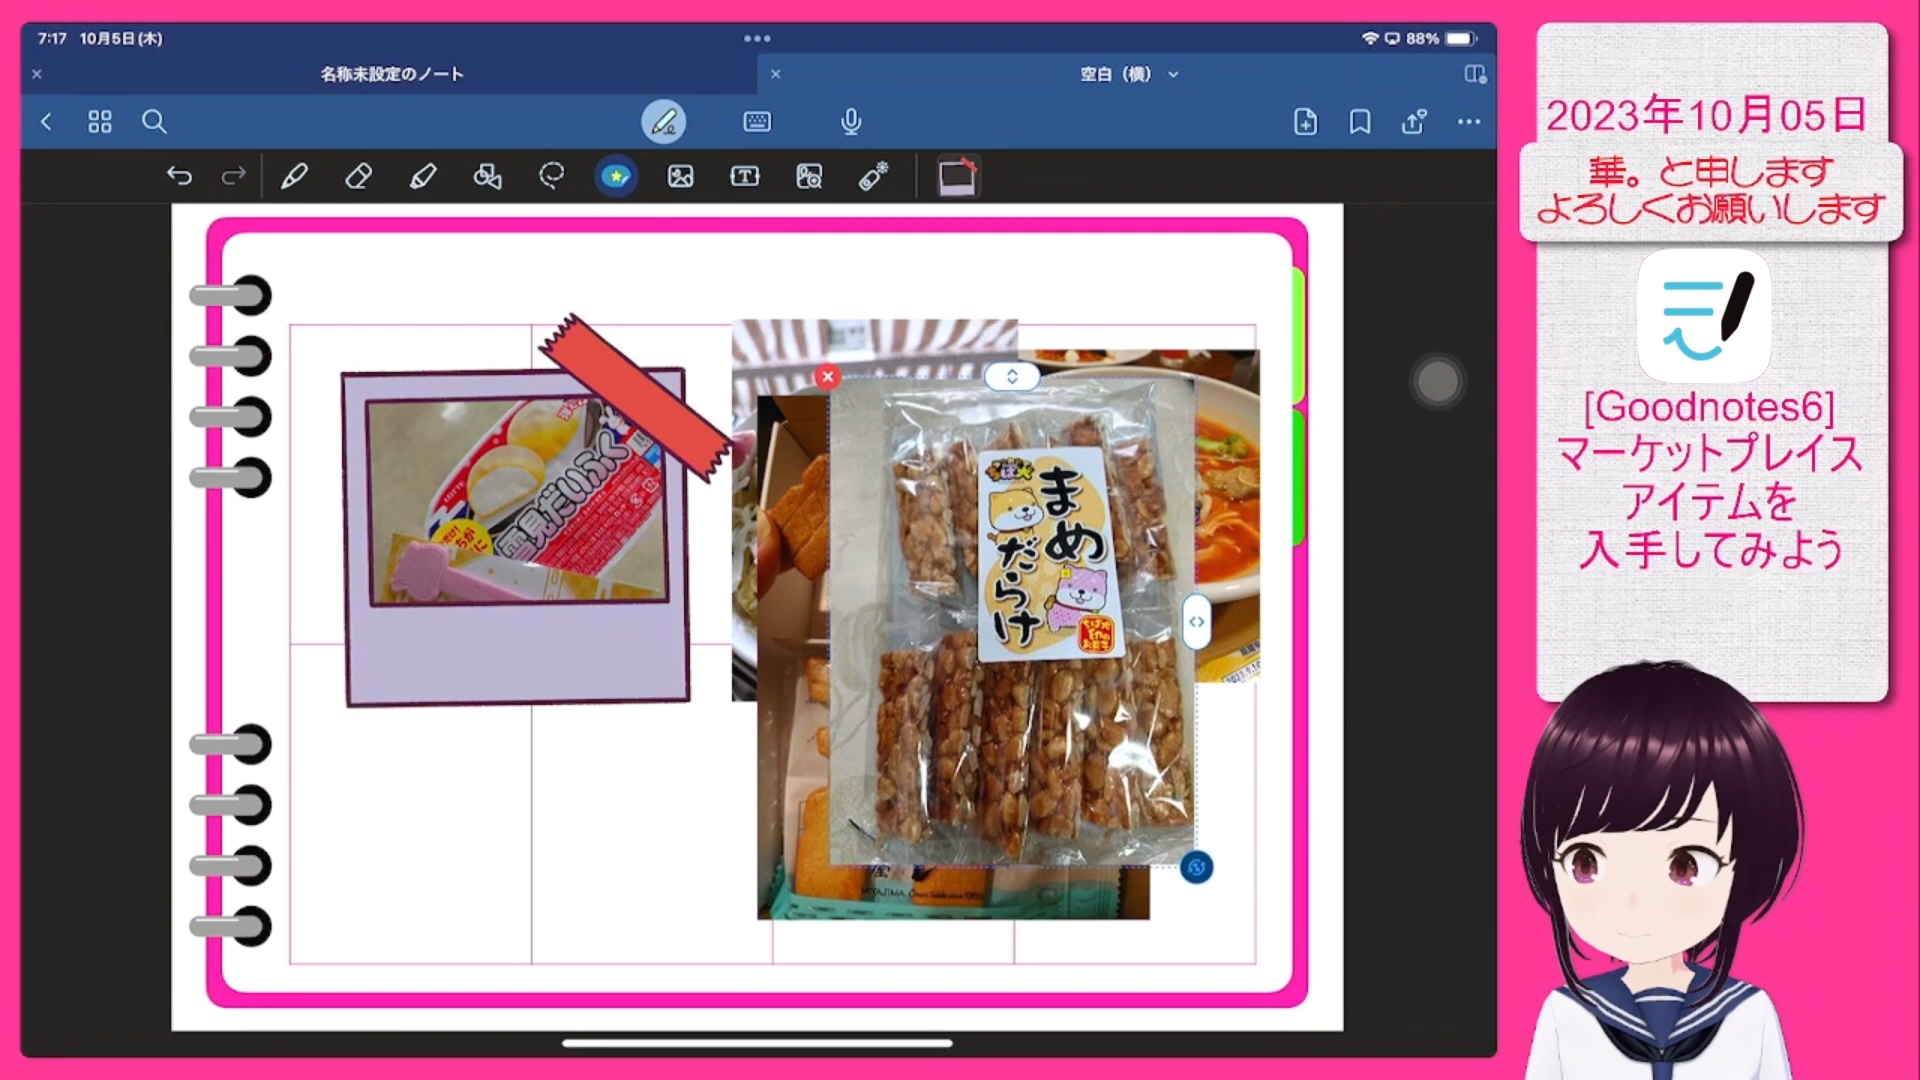 7:17 10月5日(木)
88%
名称未設定のノート
空白（横）
2023年10月05日
華。と申します
よろしくお願いします
[Goodnotes6]
マーケットプレイス
アイテムを
入手してみよう
LOTTE
雪見だいふく
まめ
だらけ
MIYAJIMA